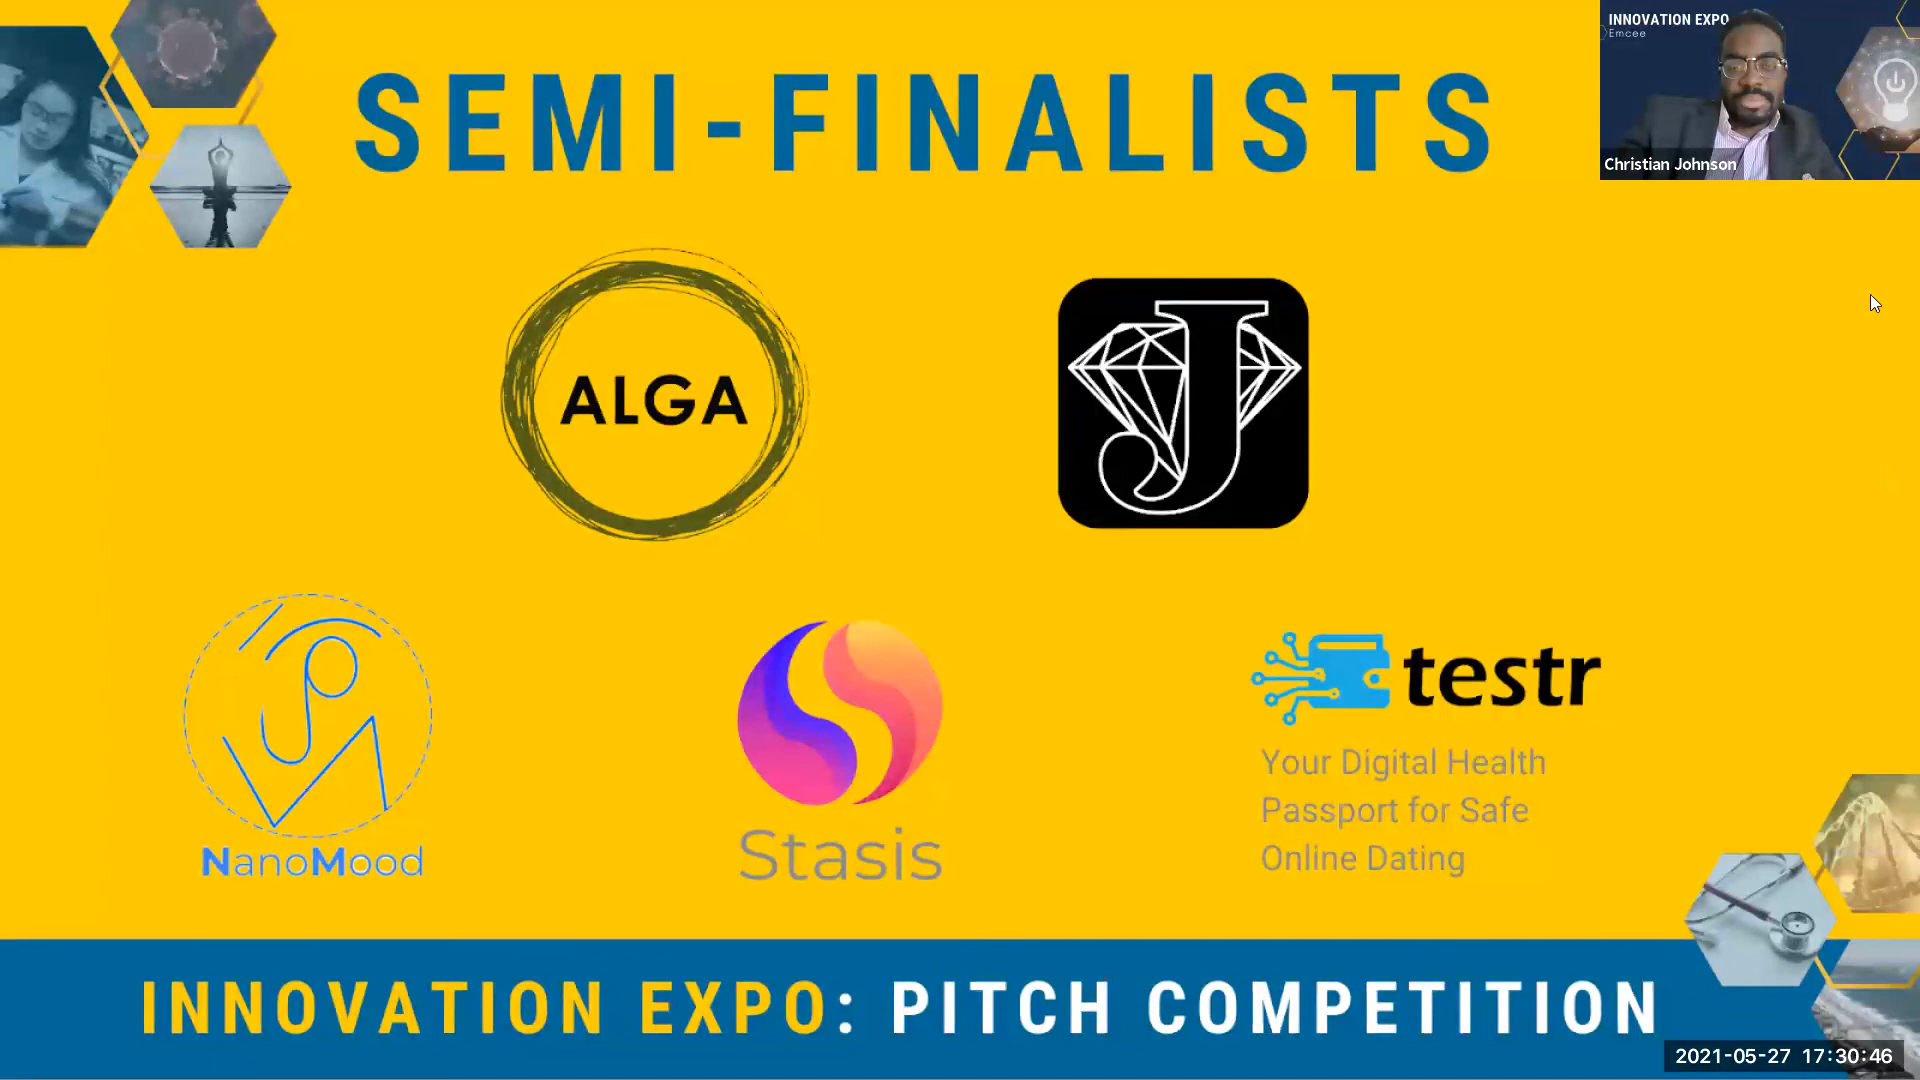 SEMI-FINALISTS
INNOVATION EXPO
Emcee
Christian Johnson
ALGA
J
NanoMood
Stasis
testr
Your Digital Health
Passport for Safe
Online Dating
INNOVATION EXPO: PITCH COMPETITION
2021-05-27 17:30:46